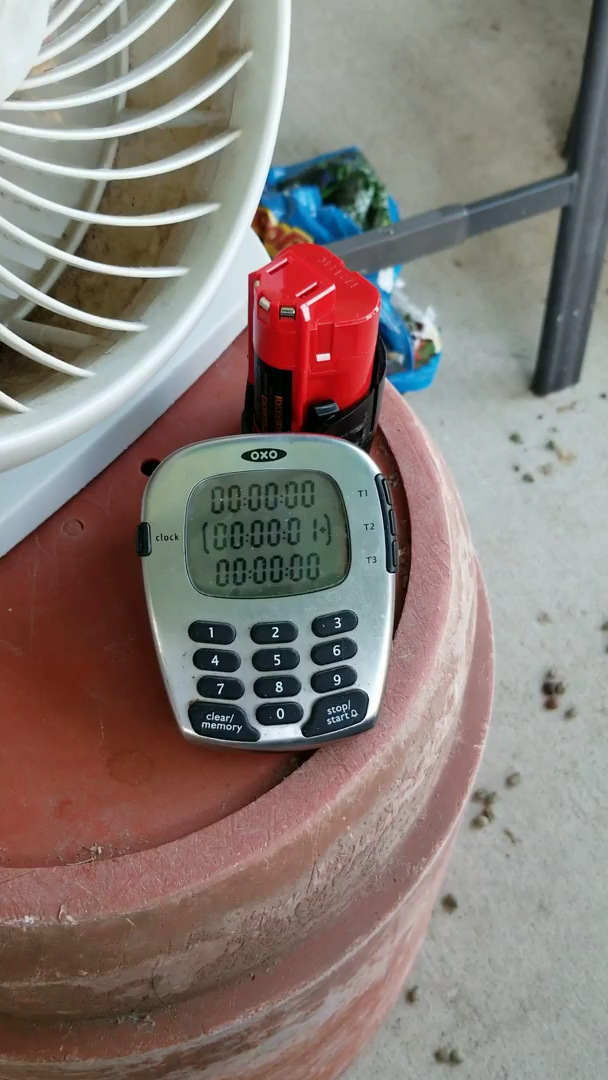 OXO
00:00:00
T1
clock
00:00:01
T2
00:00:00
T3
1 2 3
4 5 6
7 8 9
clear/
memory
0
stop/
start